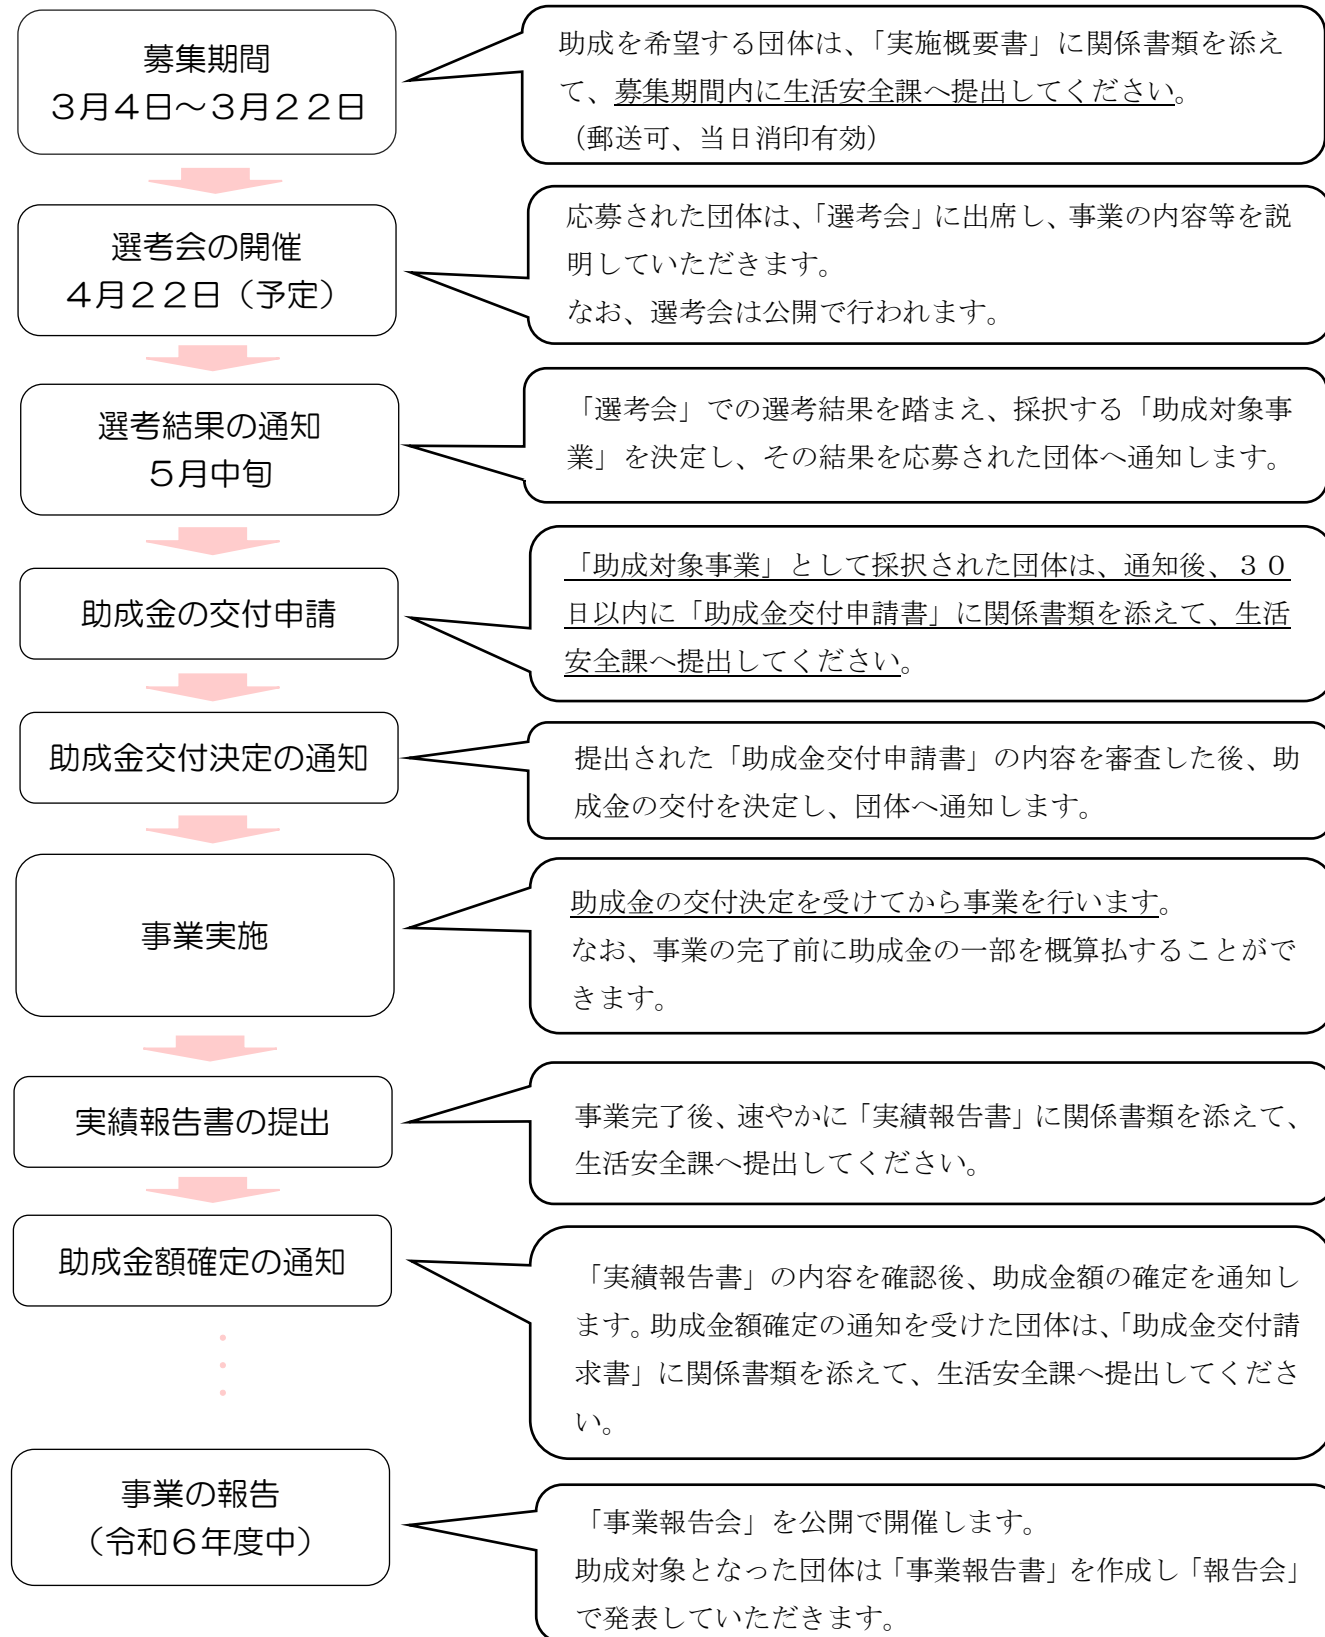 募集期間
３月４日～３月２２日
助成を希望する団体は、「実施概要書」に関係書類を添え
て、募集期間内に生活安全課へ提出してください。
（郵送可、当日消印有効）
選考会の開催
４月２２日（予定）
応募された団体は、「選考会」に出席し、事業の内容等を説
明していただきます。
なお、選考会は公開で行われます。
選考結果の通知
５月中旬
「選考会」での選考結果を踏まえ、採択する「助成対象事
業」を決定し、その結果を応募された団体へ通知します。
助成金の交付申請
「助成対象事業」として採択された団体は、通知後、３０
日以内に「助成金交付申請書」に関係書類を添えて、生活
安全課へ提出してください。
助成金交付決定の通知
提出された「助成金交付申請書」の内容を審査した後、助
成金の交付を決定し、団体へ通知します。
事業実施
助成金の交付決定を受けてから事業を行います。
なお、事業の完了前に助成金の一部を概算払することがで
きます。
実績報告書の提出
事業完了後、速やかに「実績報告書」に関係書類を添えて、
生活安全課へ提出してください。
助成金額確定の通知
「実績報告書」の内容を確認後、助成金額の確定を通知し
ます。助成金額確定の通知を受けた団体は、「助成金交付請
求書」に関係書類を添えて、生活安全課へ提出してくださ
い。
事業の報告
（令和６年度中）
「事業報告会」を公開で開催します。
助成対象となった団体は「事業報告書」を作成し「報告会」
で発表していただきます。